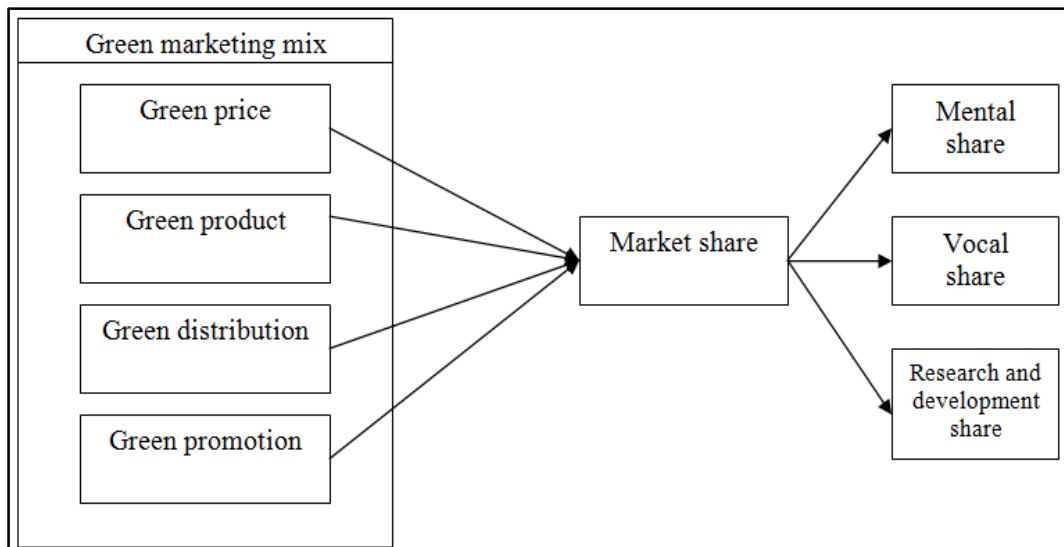 Green marketing mix
Green price
Green product
Green distribution
Green promotion
Market share
Mental
share
Vocal
share
Research and
development
share